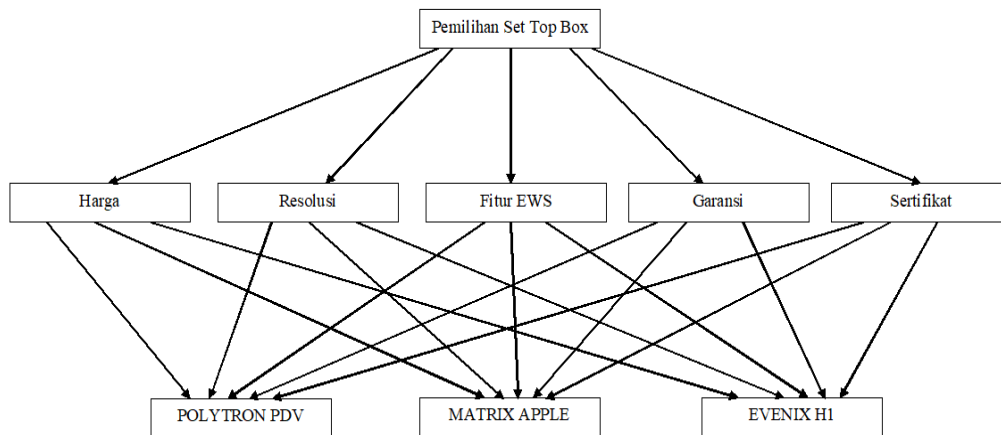 Pemilihan Set Top Box
Harga
Resolusi
Fitur EWS
Garansi
Sertifikat
POLYTRON PDV
MATRIX APPLE
EVENIX H1